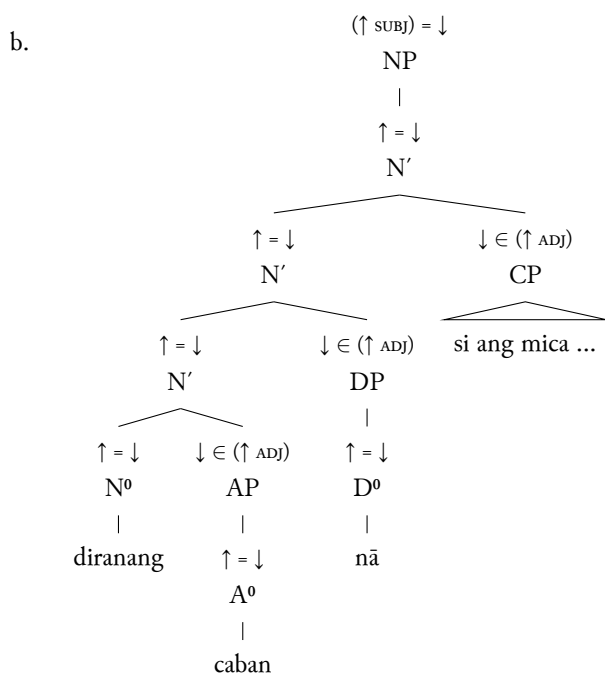 (↑ SUBJ) = ↓
b.
NP
↑ = ↓
N′
↑ = ↓ ↓ ∈ (↑ ADJ)
N′ CP
↑ = ↓ ↓ ∈ (↑ ADJ) si ang mica ...
N′ DP
↑ = ↓ ↓ ∈ (↑ ADJ) ↑ = ↓
N⁰ AP D⁰
diranang ↑ = ↓ nā
A⁰
caban